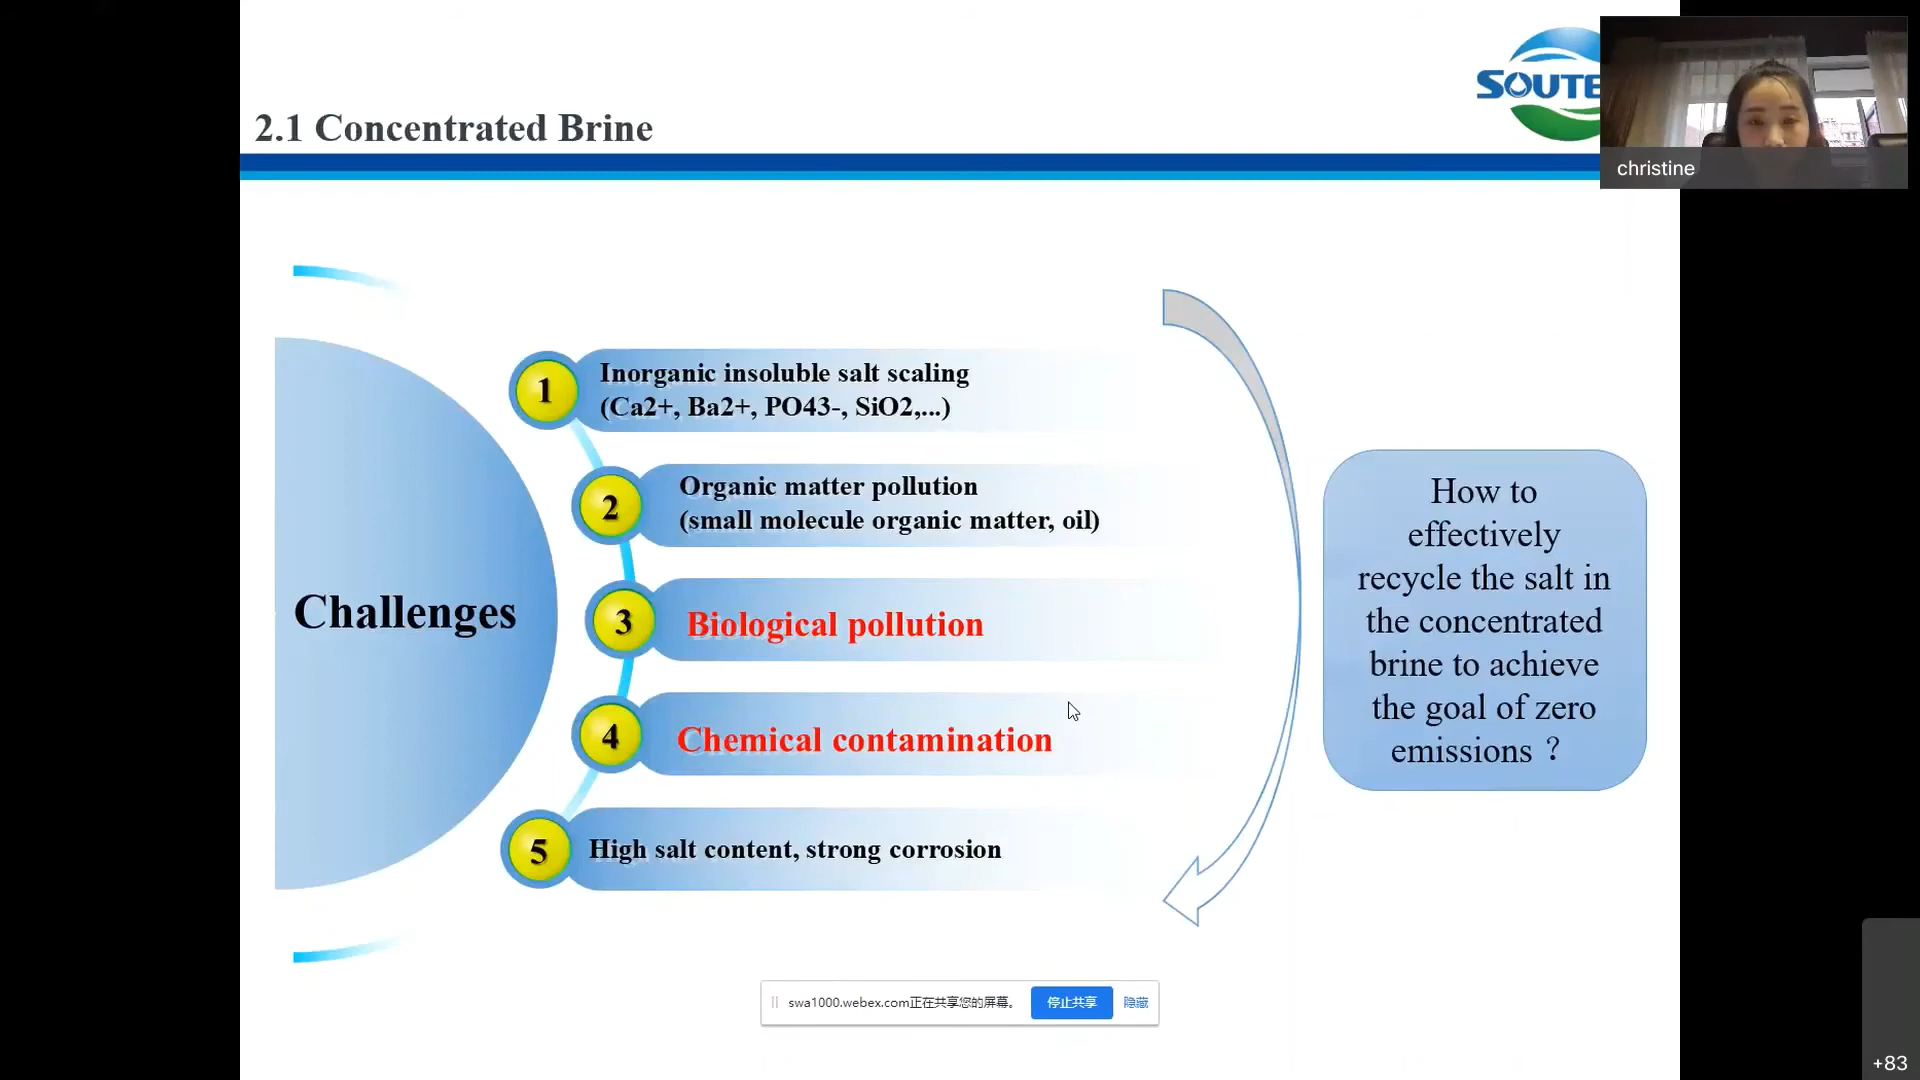 SOUTE
2.1 Concentrated Brine
christine
1
Inorganic insoluble salt scaling
(Ca2+, Ba2+, PO43-, SiO2,...)
2
Organic matter pollution
(small molecule organic matter, oil)
Challenges
3
Biological pollution
4
Chemical contamination
5
High salt content, strong corrosion
How to
effectively
recycle the salt in
the concentrated
brine to achieve
the goal of zero
emissions ？
swa1000.webex.com正在共享您的屏幕。
停止共享
隐藏
+83